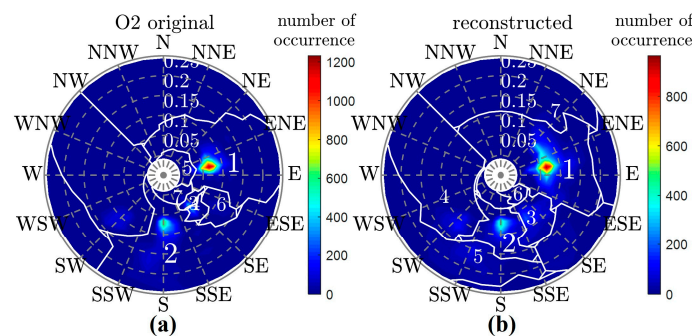 O2 original
number of
occurrence
N
NNE
NE
ENE
E
ESE
SE
SSE
S
SSW
SW
WSW
W
WNW
NW
NNW
0.25
0.2
0.15
0.1
0.05
1
2
5
6
7
1200
1000
800
600
400
200
0
(a)
reconstructed
number of
occurrence
N
NNE
NE
ENE
E
ESE
SE
SSE
S
SSW
SW
WSW
W
WNW
NW
NNW
0.25
0.2
0.15
0.1
0.05
1
2
3
4
5
6
7
800
600
400
200
0
(b)